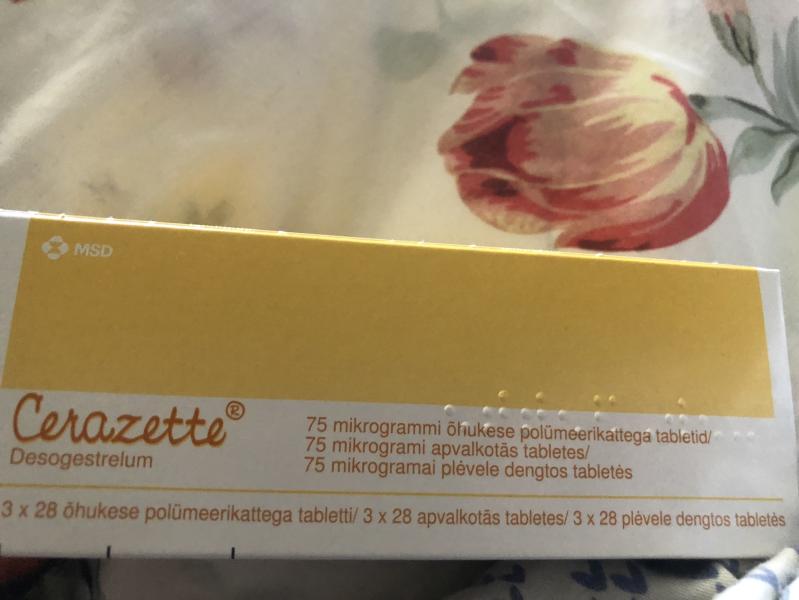 MSD
Cerazette®
Desogestrelum
75 mikrogrammi õhukese polümeerikattega tabletid/
75 mikrogrami apvalkotās tabletes/
75 mikrogramai plėvele dengtos tabletės
3 x 28 õhukese polümeerikattega tabletti/ 3 x 28 apvalkotās tabletes/ 3 x 28 plėvele dengtos tabletės